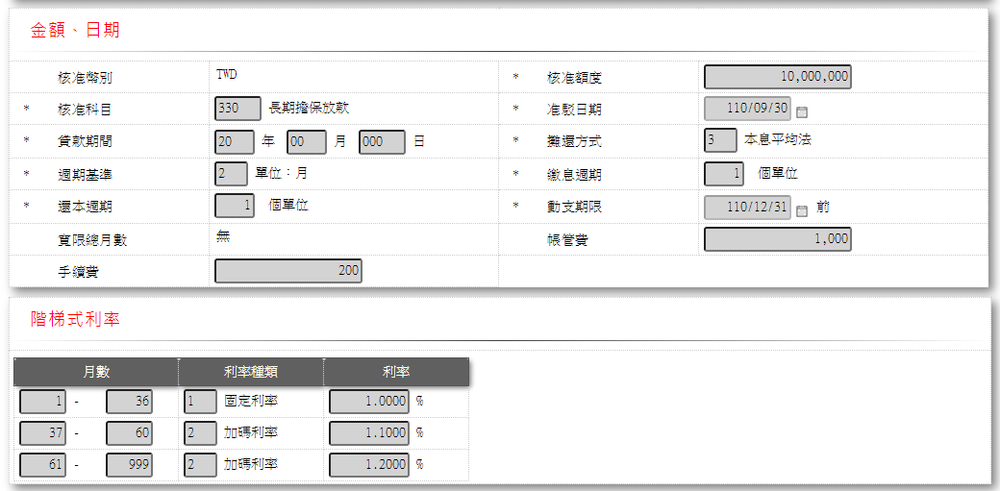 金額、日期
核准幣別 TWD * 核准額度 10,000,000
* 核准科目 330 長期擔保放款 * 准駁日期 110/09/30
* 貸款期間 20 年 00 月 000 日 * 攤還方式 3 本息平均法
* 週期基準 2 單位：月 * 繳息週期 1 個單位
* 還本週期 1 個單位 * 動支期限 110/12/31 前
寬限總月數 無 帳管費 1,000
手續費 200
階梯式利率
月數 利率種類 利率
1 - 36 1 固定利率 1.0000 %
37 - 60 2 加碼利率 1.1000 %
61 - 999 2 加碼利率 1.2000 %